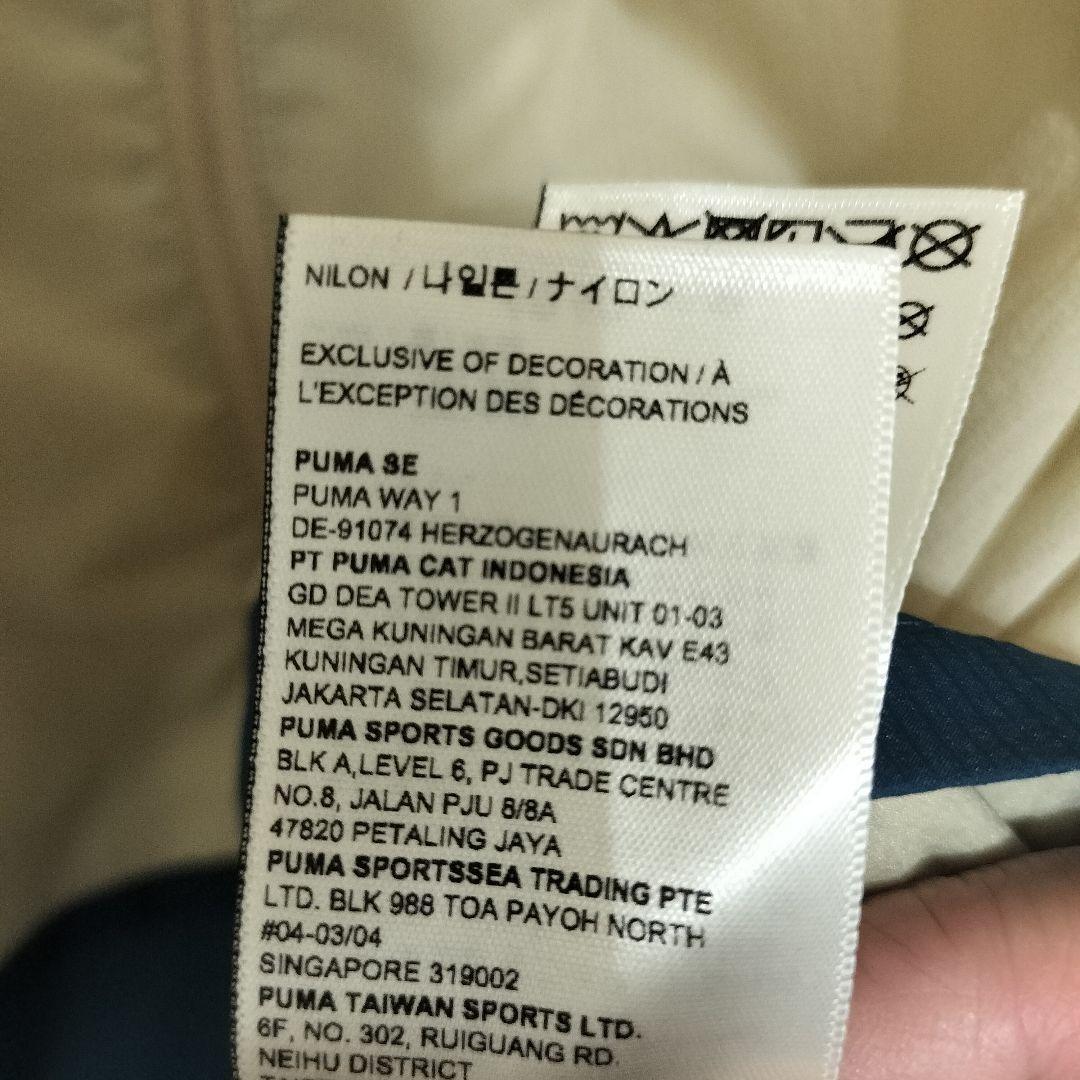 NILON / 나일론 / ナイロン
EXCLUSIVE OF DECORATION / À
L'EXCEPTION DES DÉCORATIONS
PUMA SE
PUMA WAY 1
DE-91074 HERZOGENAURACH
PT PUMA CAT INDONESIA
GD DEA TOWER II LT5 UNIT 01-03
MEGA KUNINGAN BARAT KAV E43
KUNINGAN TIMUR,SETIABUDI
JAKARTA SELATAN-DKI 12950
PUMA SPORTS GOODS SDN BHD
BLK A,LEVEL 6, PJ TRADE CENTRE
NO.8, JALAN PJU 8/8A
47820 PETALING JAYA
PUMA SPORTSSEA TRADING PTE
LTD. BLK 988 TOA PAYOH NORTH
#04-03/04
SINGAPORE 319002
PUMA TAIWAN SPORTS LTD.
6F, NO. 302, RUIGUANG RD.
NEIHU DISTRICT